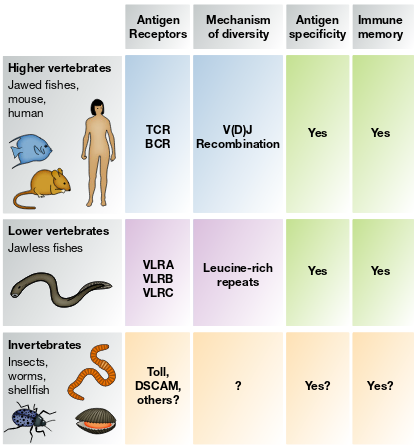 Antigen
Receptors
Mechanism
of diversity
Antigen
specificity
Immune
memory
Higher vertebrates
Jawed fishes,
mouse,
human
TCR
BCR
V(D)J
Recombination
Yes
Yes
Lower vertebrates
Jawless fishes
VLRA
VLRB
VLRC
Leucine-rich
repeats
Yes
Yes
Invertebrates
Insects,
worms,
shellfish
Toll,
DSCAM,
others?
?
Yes?
Yes?